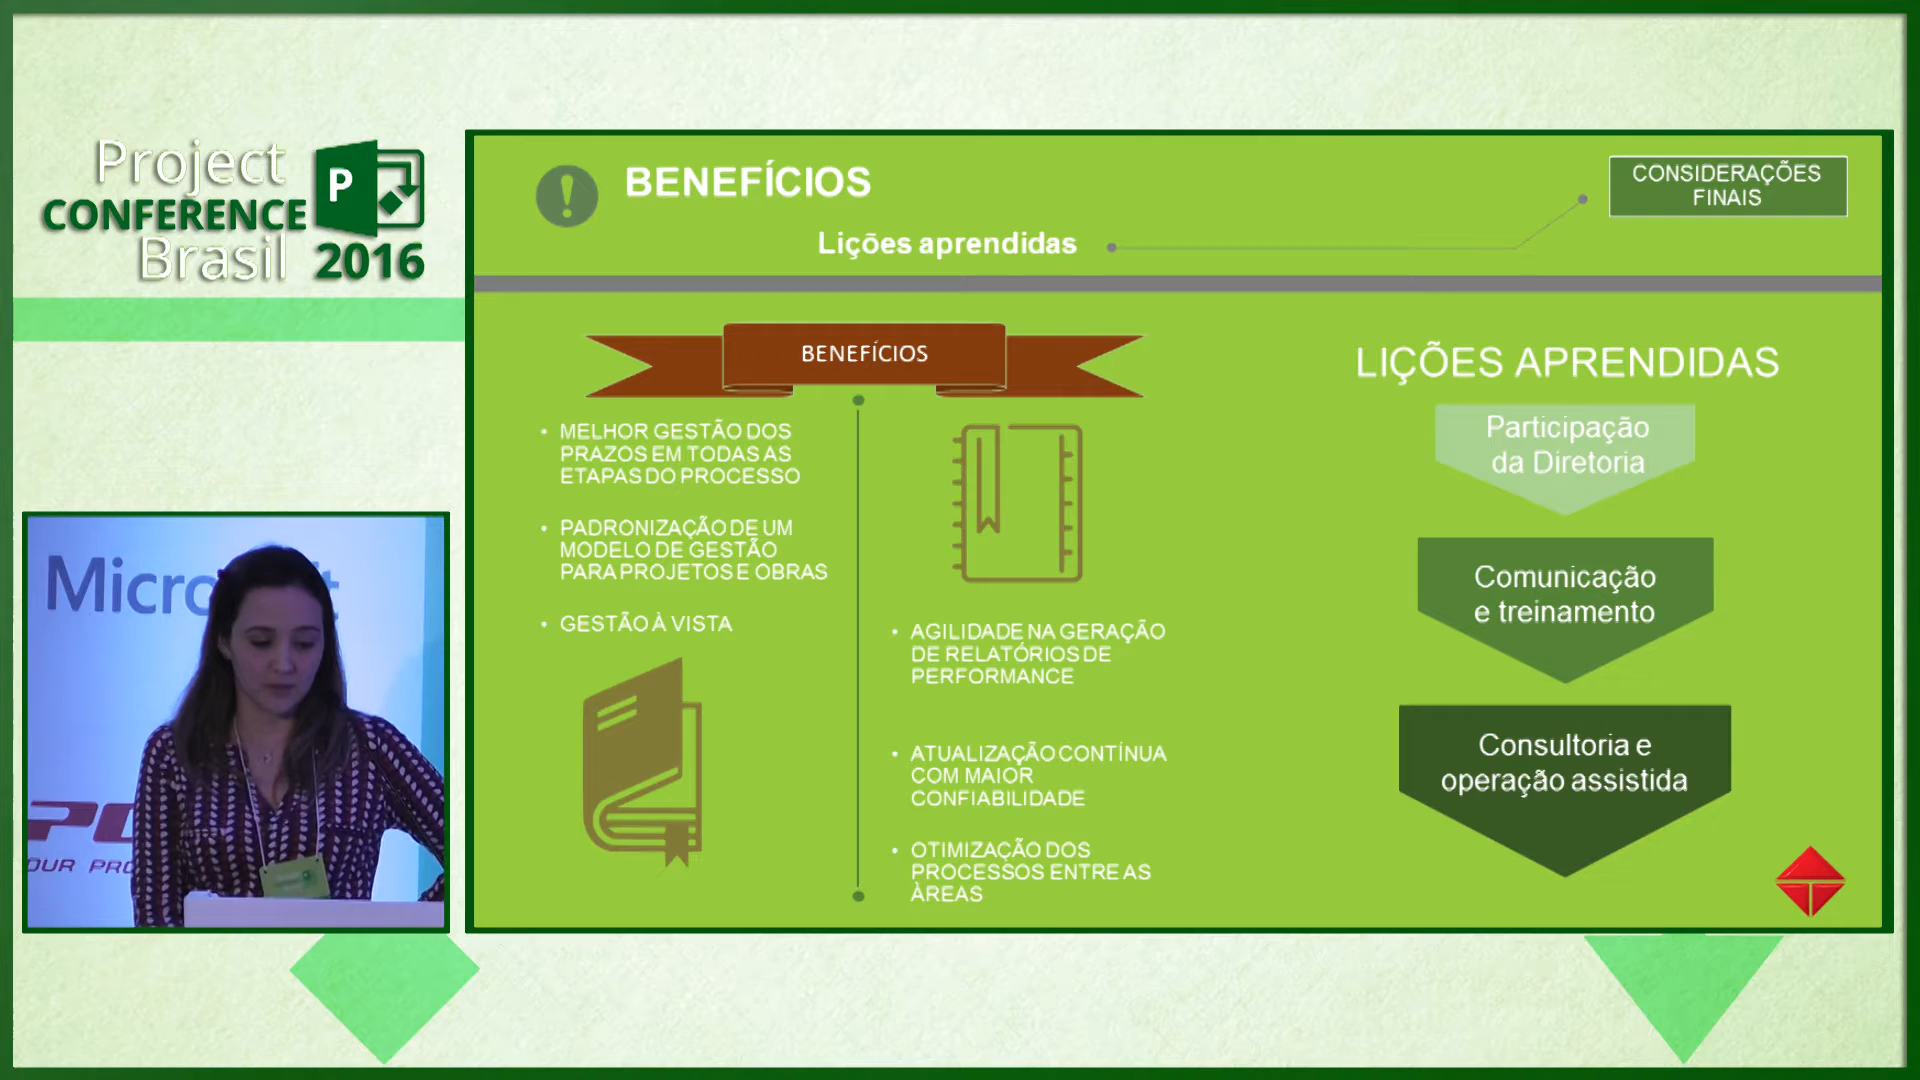 Project
CONFERENCE
Brasil 2016
P
BENEFÍCIOS
Lições aprendidas
CONSIDERAÇÕES
FINAIS
BENEFÍCIOS
• MELHOR GESTÃO DOS
PRAZOS EM TODAS AS
ETAPAS DO PROCESSO
• PADRONIZAÇÃO DE UM
MODELO DE GESTÃO
PARA PROJETOS E OBRAS
• GESTÃO À VISTA
• AGILIDADE NA GERAÇÃO
DE RELATÓRIOS DE
PERFORMANCE
• ATUALIZAÇÃO CONTÍNUA
COM MAIOR
CONFIABILIDADE
• OTIMIZAÇÃO DOS
PROCESSOS ENTRE AS
ÀREAS
LIÇÕES APRENDIDAS
Participação
da Diretoria
Comunicação
e treinamento
Consultoria e
operação assistida
Micro
OUR PRO